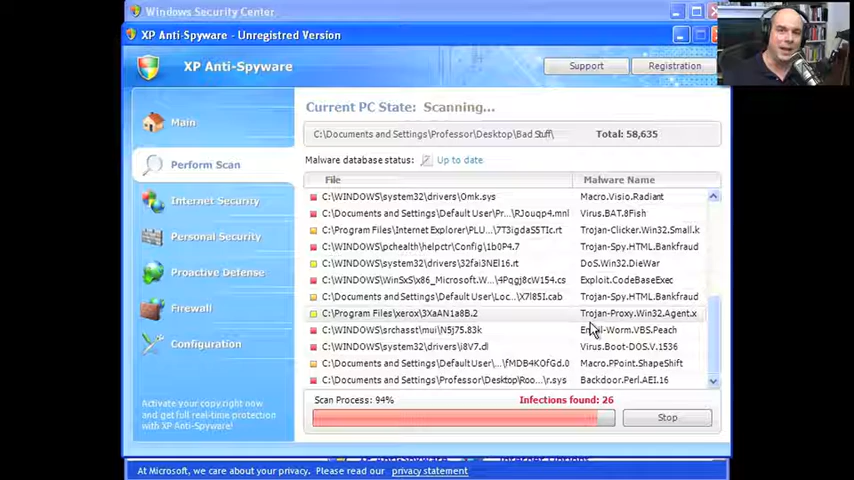 Windows Security Center
XP Anti-Spyware - Unregistred Version
XP Anti-Spyware
Support
Registration
Main
Perform Scan
Internet Security
Personal Security
Proactive Defense
Firewall
Configuration
Activate your copyright now
and get full real-time protection
with XP Anti-Spyware!
Current PC State: Scanning...
C:\Documents and Settings\Professor\Desktop\Bad Stuff\ Total: 58,635
Malware database status: Up to date
File Malware Name
C:\WINDOWS\system32\drivers\Omk.sys Macro.Visio.Radiant
C:\Documents and Settings\Default User\Pr...\RJouqp4.mnl Virus.BAT.8Fish
C:\Program Files\Internet Explorer\PLU...\7T3igdaS5TIc.rt Trojan-Clicker.Win32.Small.k
C:\WINDOWS\pchealth\helpctr\Config\1b0P4.7 Trojan-Spy.HTML.Bankfraud
C:\WINDOWS\system32\drivers\32fai3NEl16.rt DoS.Win32.DieWar
C:\WINDOWS\WinSxS\x86_Microsoft.W...\4Pqgj8cW154.cs Exploit.CodeBaseExec
C:\Documents and Settings\Default User\Loc...\X7l85I.cab Trojan-Spy.HTML.Bankfraud
C:\Program Files\xerox\3XaAN1a8B.2 Trojan-Proxy.Win32.Agent.x
C:\WINDOWS\srchasst\mui\N5j75.83k Email-Worm.VBS.Peach
C:\WINDOWS\system32\drivers\i8V7.dl Virus.Boot-DOS.V.1536
C:\Documents and Settings\Default User\...\fMDB4KOfGd.0 Macro.PPoint.ShapeShift
C:\Documents and Settings\Professor\Desktop\Roo...\r.sys Backdoor.Perl.AEI.16
Scan Process: 94% Infections found: 26
Stop
At Microsoft, we care about your privacy. Please read our privacy statement